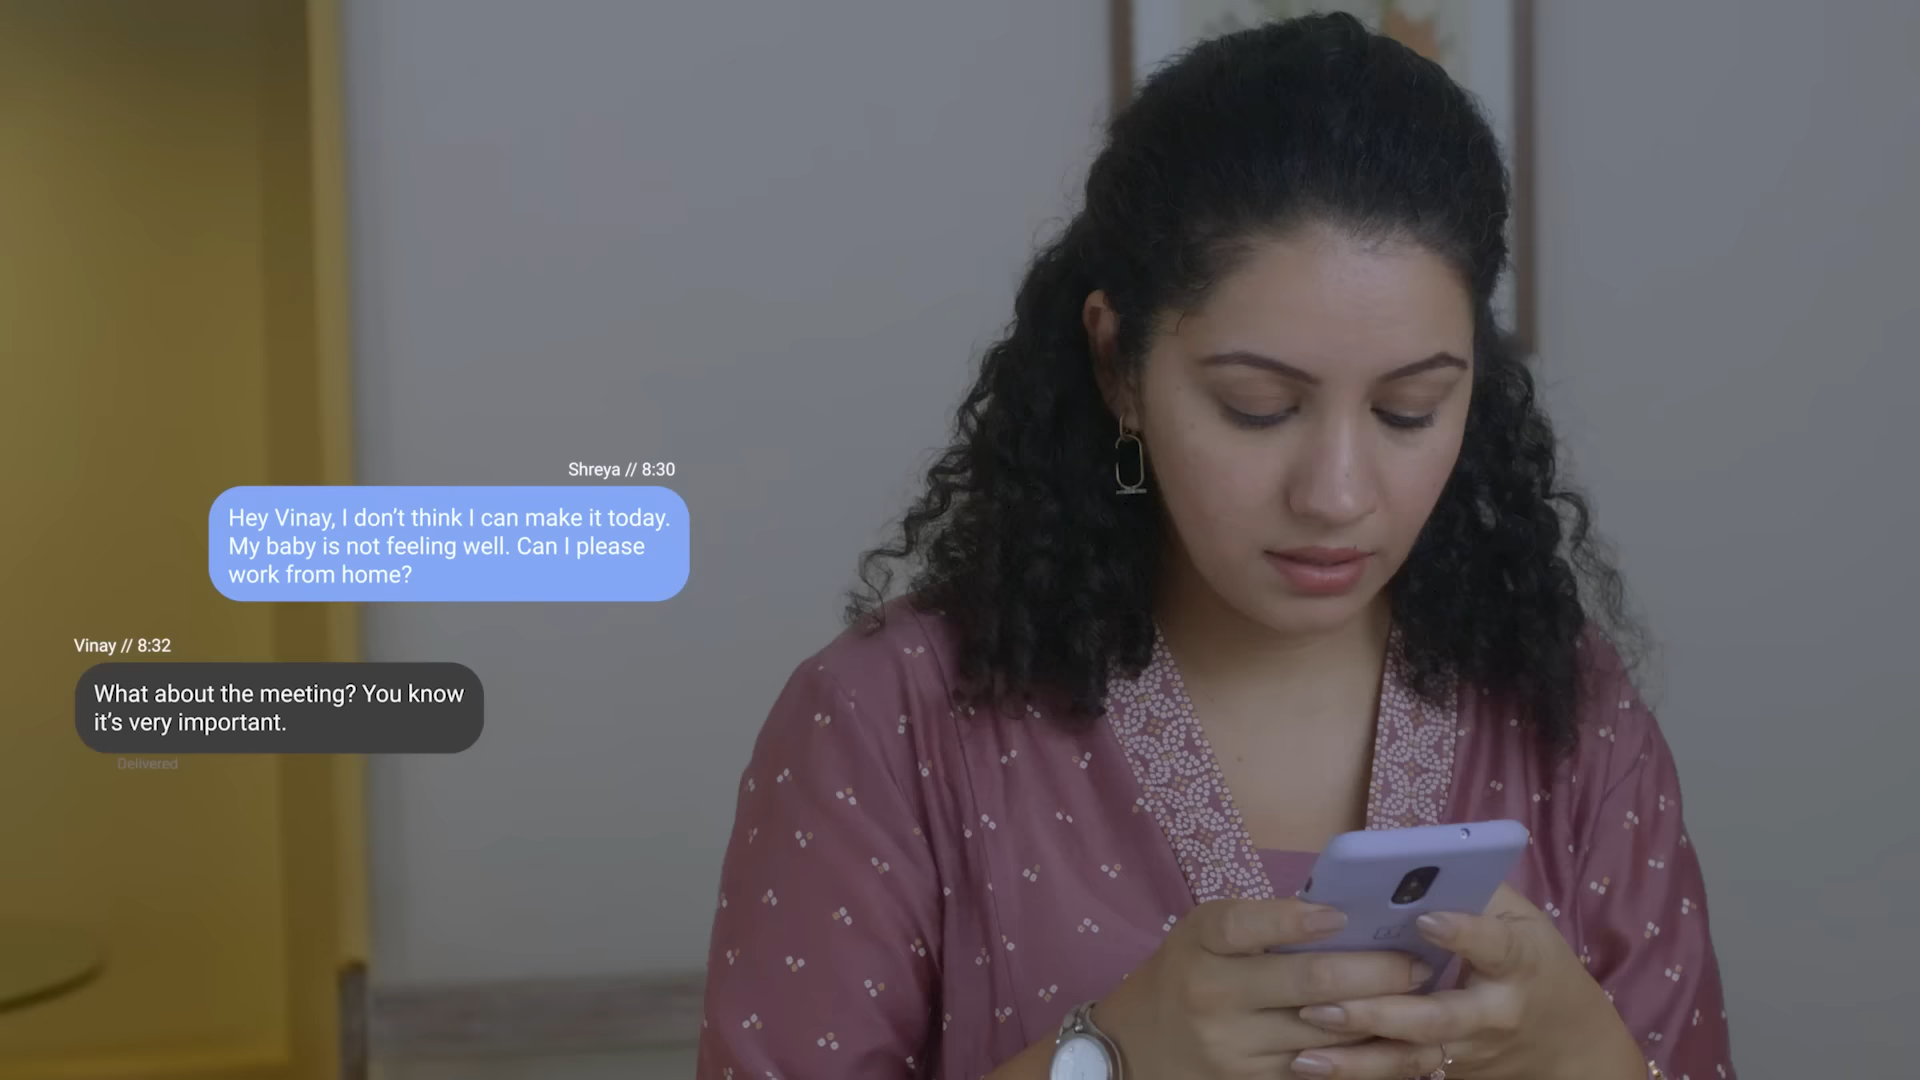 Shreya // 8:30
Hey Vinay, I don’t think I can make it today.
My baby is not feeling well. Can I please
work from home?
Vinay // 8:32
What about the meeting? You know
it’s very important.
Delivered